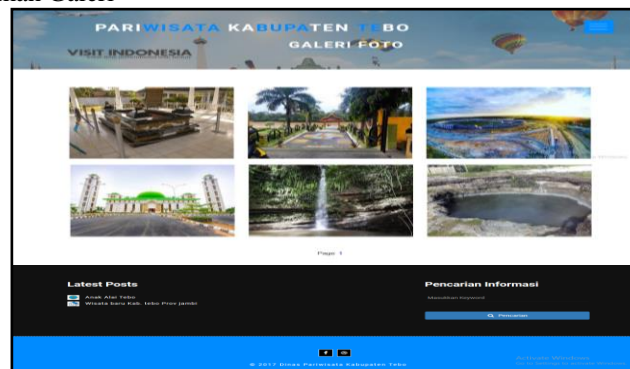 PARIWISATA KABUPATEN TEBO
GALERI FOTO
VISIT INDONESIA
Page: 1
Latest Posts
Anak Alai Tebo
Wisata baru Kab. tebo Prov jambi
Pencarian Informasi
Masukkan Keyword
Pencarian
© 2017 Dinas Pariwisata Kabupaten Tebo
Activate Windows